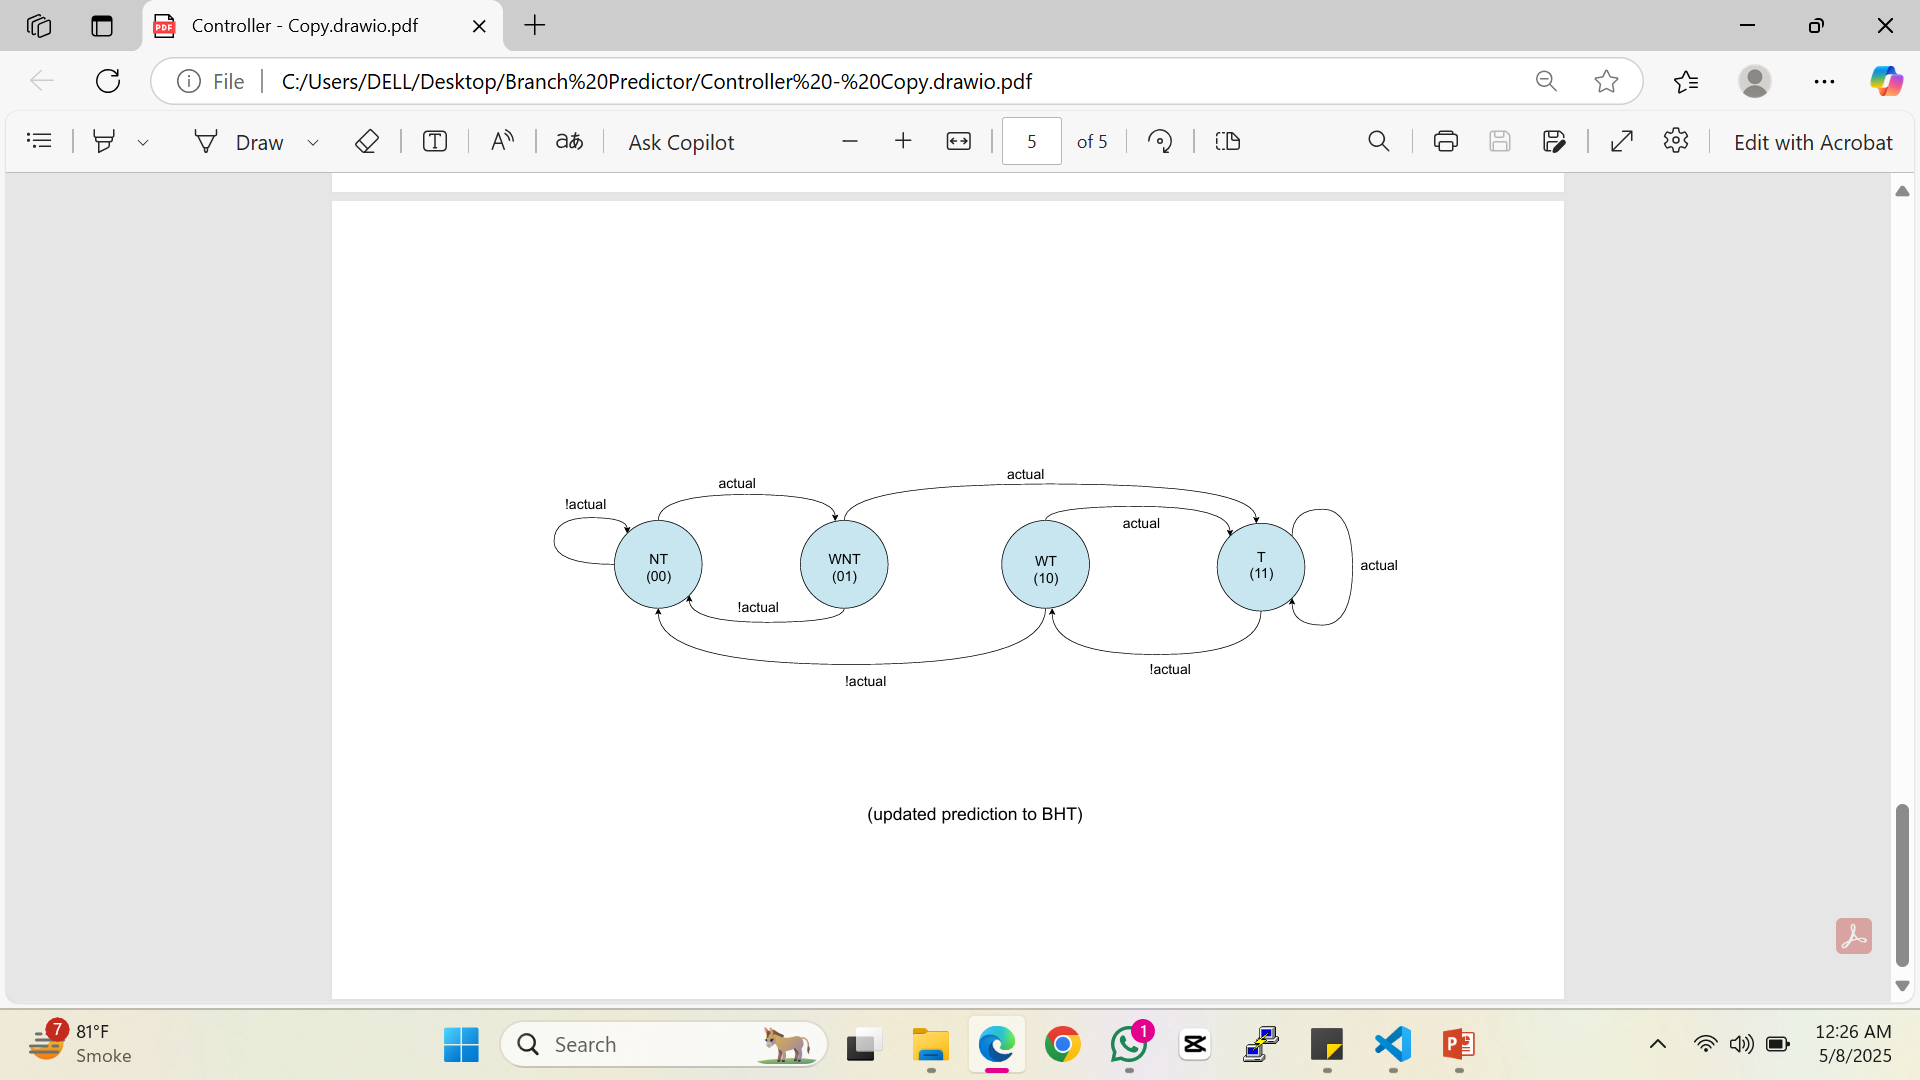 Controller - Copy.drawio.pdf
File
C:/Users/DELL/Desktop/Branch%20Predictor/Controller%20-%20Copy.drawio.pdf
Draw
Ask Copilot
5
of 5
Edit with Acrobat
actual
actual
!actual
actual
NT
(00)
WNT
(01)
WT
(10)
T
(11)
actual
!actual
!actual
!actual
(updated prediction to BHT)
7
81°F
Smoke
Search
1
12:26 AM
5/8/2025